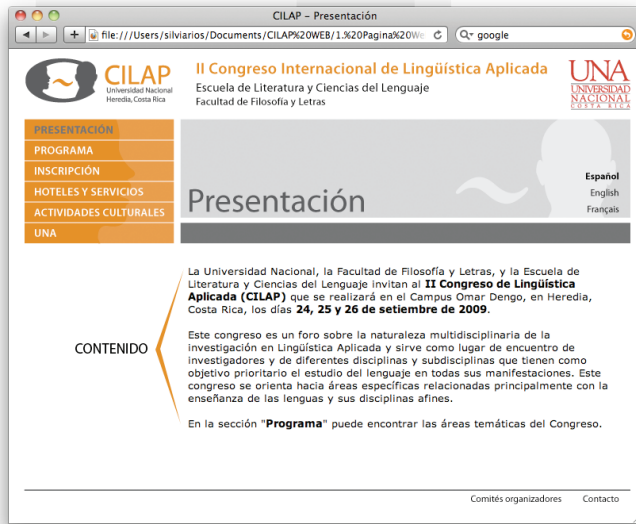 CILAP – Presentación
file:///Users/silviarios/Documents/CILAP%20WEB/1.%20Pagina%20We
google
CILAP
Universidad Nacional
Heredia, Costa Rica
II Congreso Internacional de Lingüística Aplicada
Escuela de Literatura y Ciencias del Lenguaje
Facultad de Filosofía y Letras
UNA
UNIVERSIDAD
NACIONAL
COSTA RICA
PRESENTACIÓN
PROGRAMA
INSCRIPCIÓN
HOTELES Y SERVICIOS
ACTIVIDADES CULTURALES
UNA
Presentación
Español
English
Français
La Universidad Nacional, la Facultad de Filosofía y Letras, y la Escuela de
Literatura y Ciencias del Lenguaje invitan al II Congreso de Lingüística
Aplicada (CILAP) que se realizará en el Campus Omar Dengo, en Heredia,
Costa Rica, los días 24, 25 y 26 de setiembre de 2009.
CONTENIDO
Este congreso es un foro sobre la naturaleza multidisciplinaria de la
investigación en Lingüística Aplicada y sirve como lugar de encuentro de
investigadores y de diferentes disciplinas y subdisciplinas que tienen como
objetivo prioritario el estudio del lenguaje en todas sus manifestaciones. Este
congreso se orienta hacia áreas específicas relacionadas principalmente con la
enseñanza de las lenguas y sus disciplinas afines.
En la sección "Programa" puede encontrar las áreas temáticas del Congreso.
Comités organizadores
Contacto